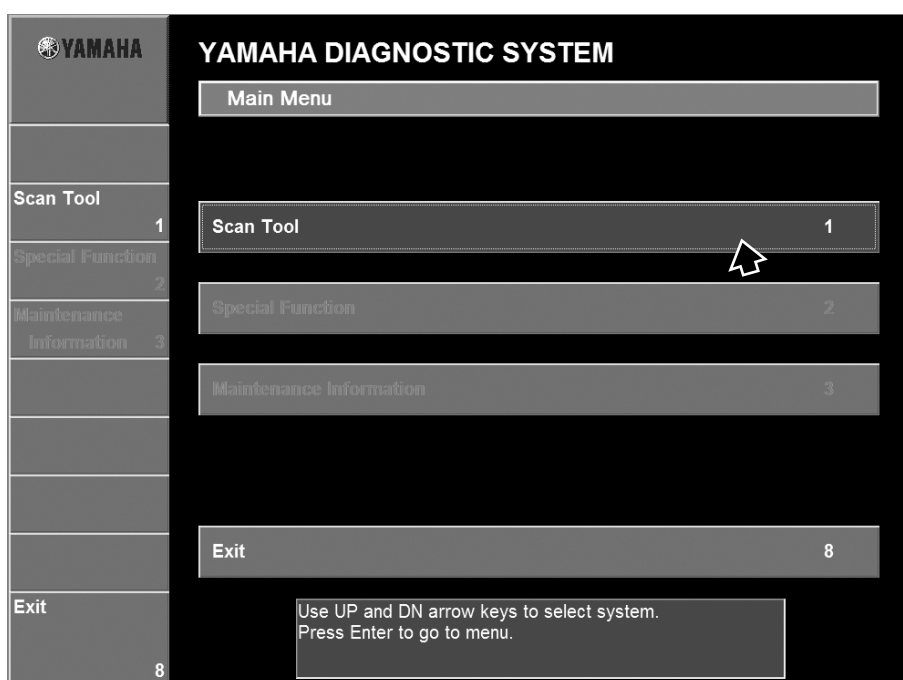 YAMAHA
YAMAHA DIAGNOSTIC SYSTEM
Main Menu
Scan Tool
1
Special Function
2
Maintenance
Information 3
Exit
8
Scan Tool 1
Special Function 2
Maintenance Information 3
Exit 8
Use UP and DN arrow keys to select system.
Press Enter to go to menu.